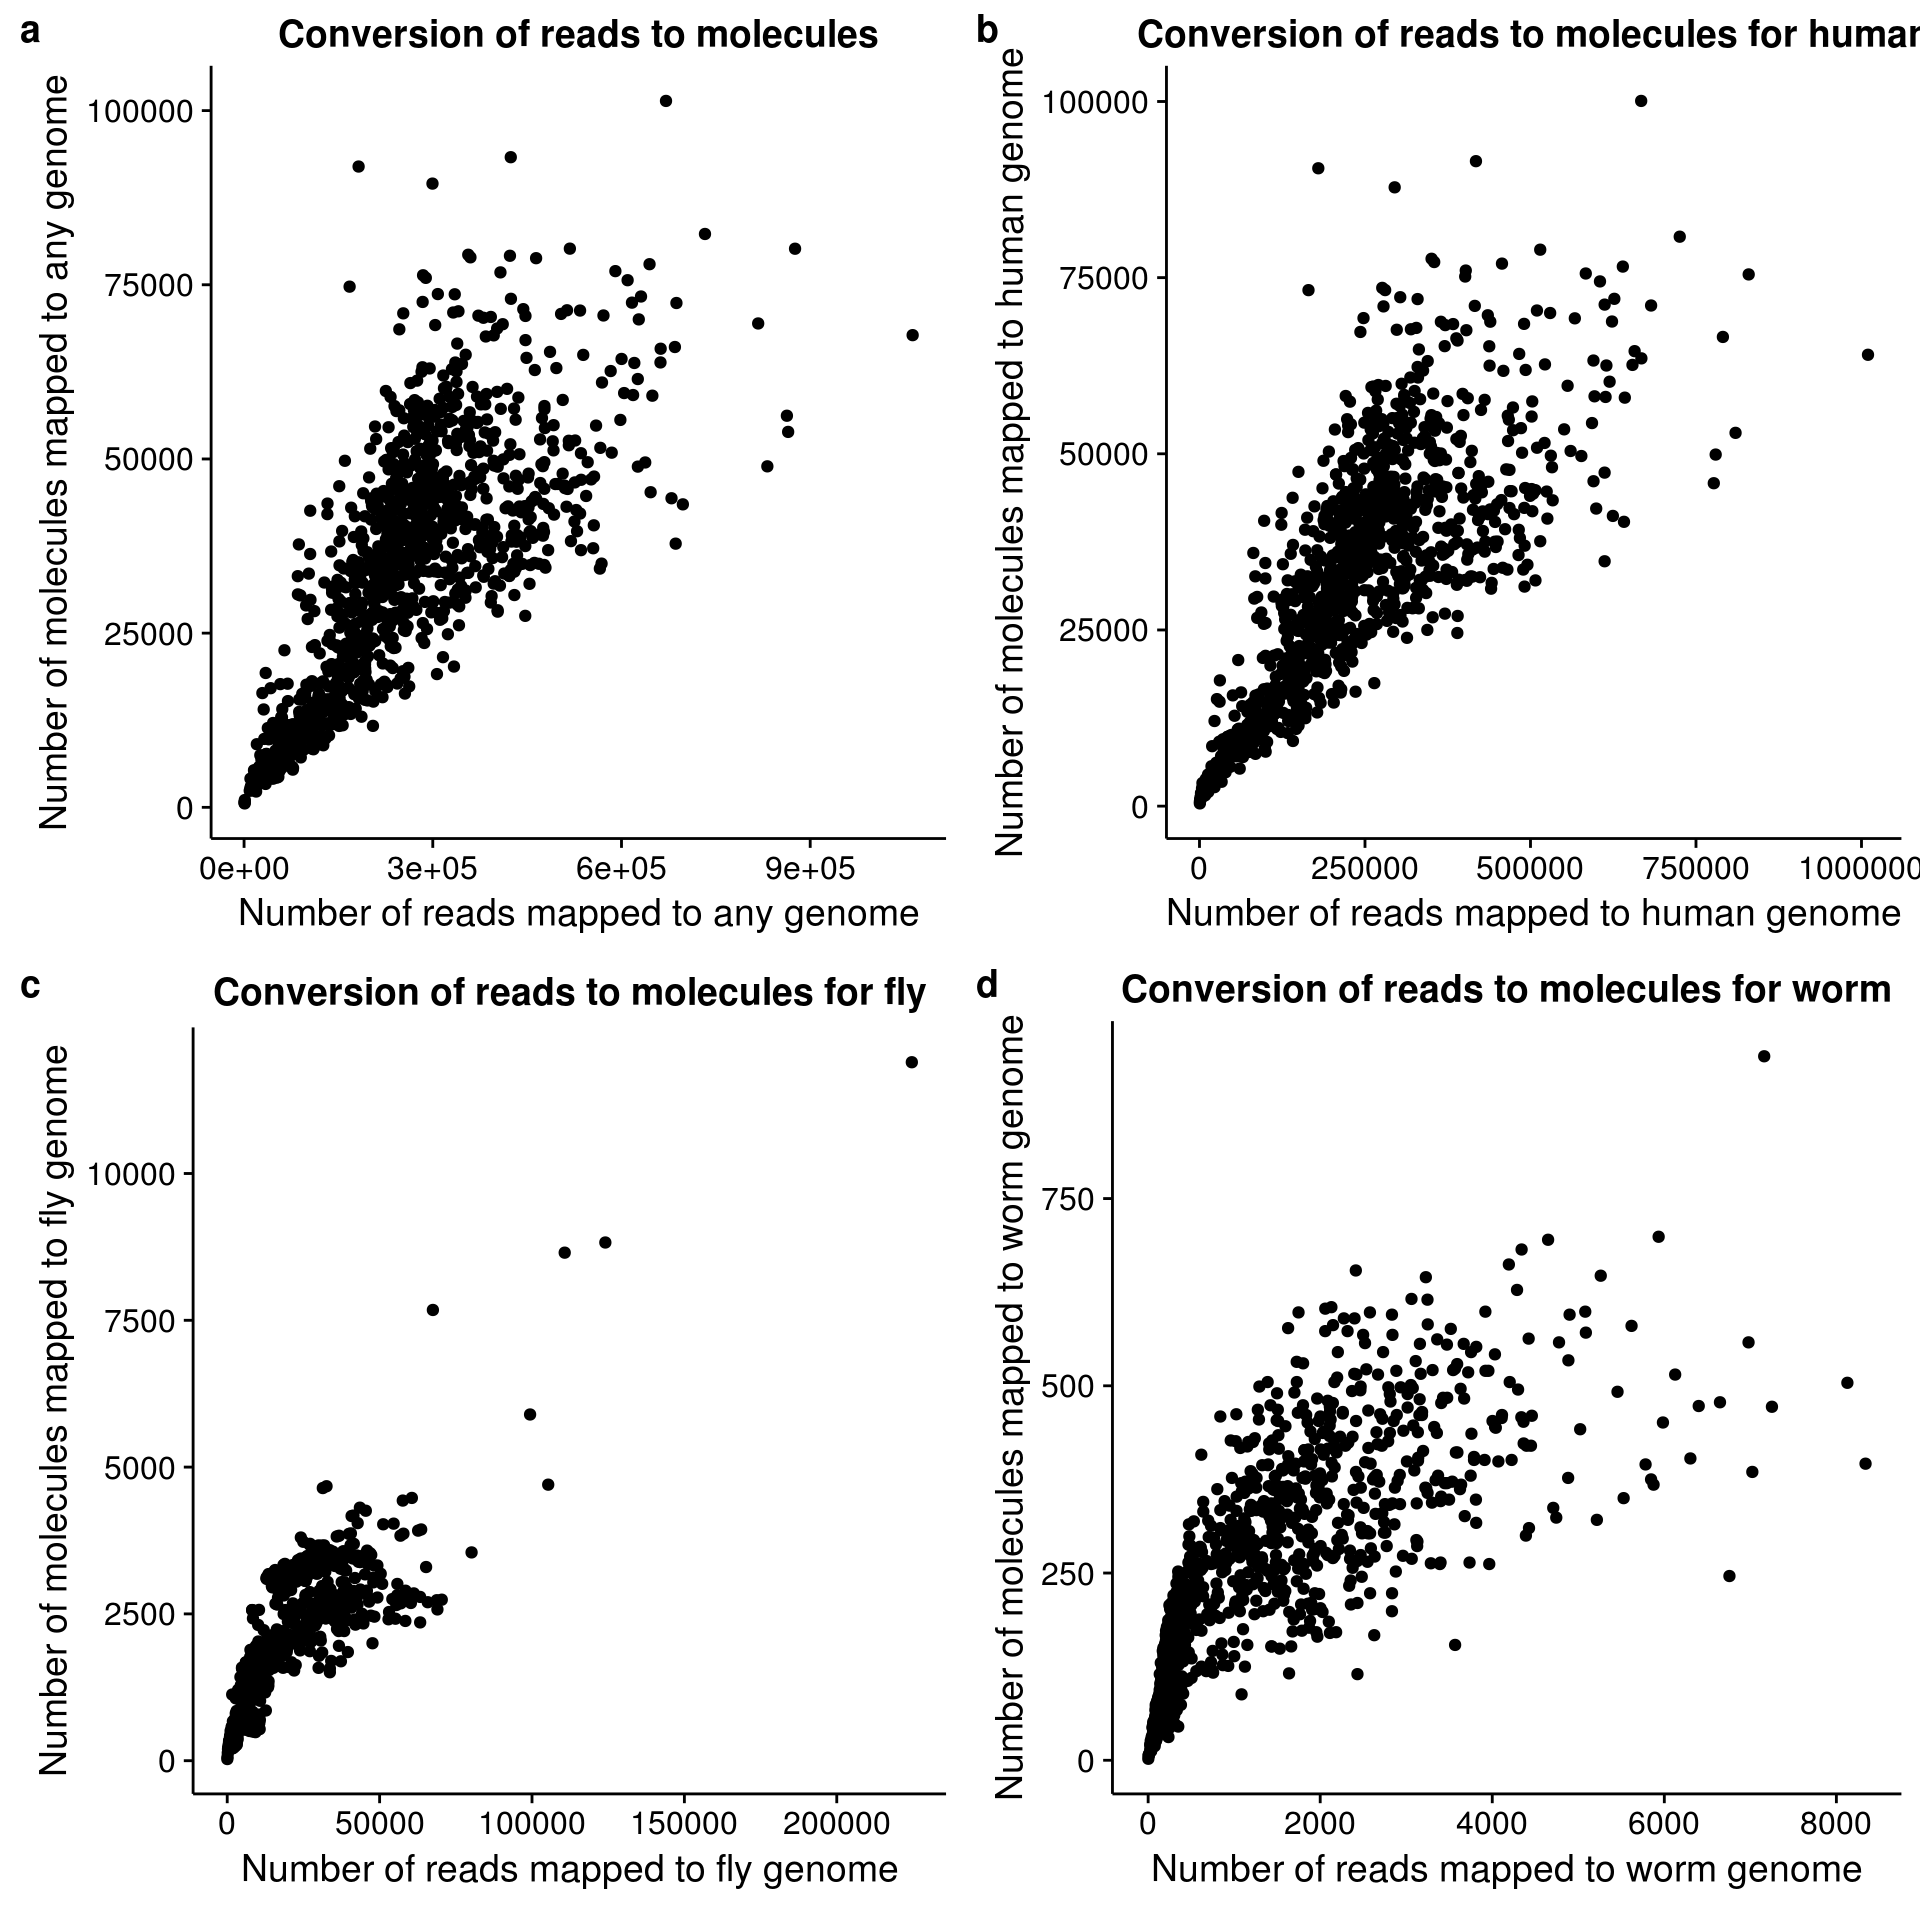 a
Conversion of reads to molecules
Number of molecules mapped to any genome
100000
75000
50000
25000
0
0e+00 3e+05 6e+05 9e+05
Number of reads mapped to any genome
b
Conversion of reads to molecules for human
Number of molecules mapped to human genome
100000
75000
50000
25000
0
0 250000 500000 750000 1000000
Number of reads mapped to human genome
c
Conversion of reads to molecules for fly
Number of molecules mapped to fly genome
10000
7500
5000
2500
0
0 50000 100000 150000 200000
Number of reads mapped to fly genome
d
Conversion of reads to molecules for worm
Number of molecules mapped to worm genome
750
500
250
0
0 2000 4000 6000 8000
Number of reads mapped to worm genome